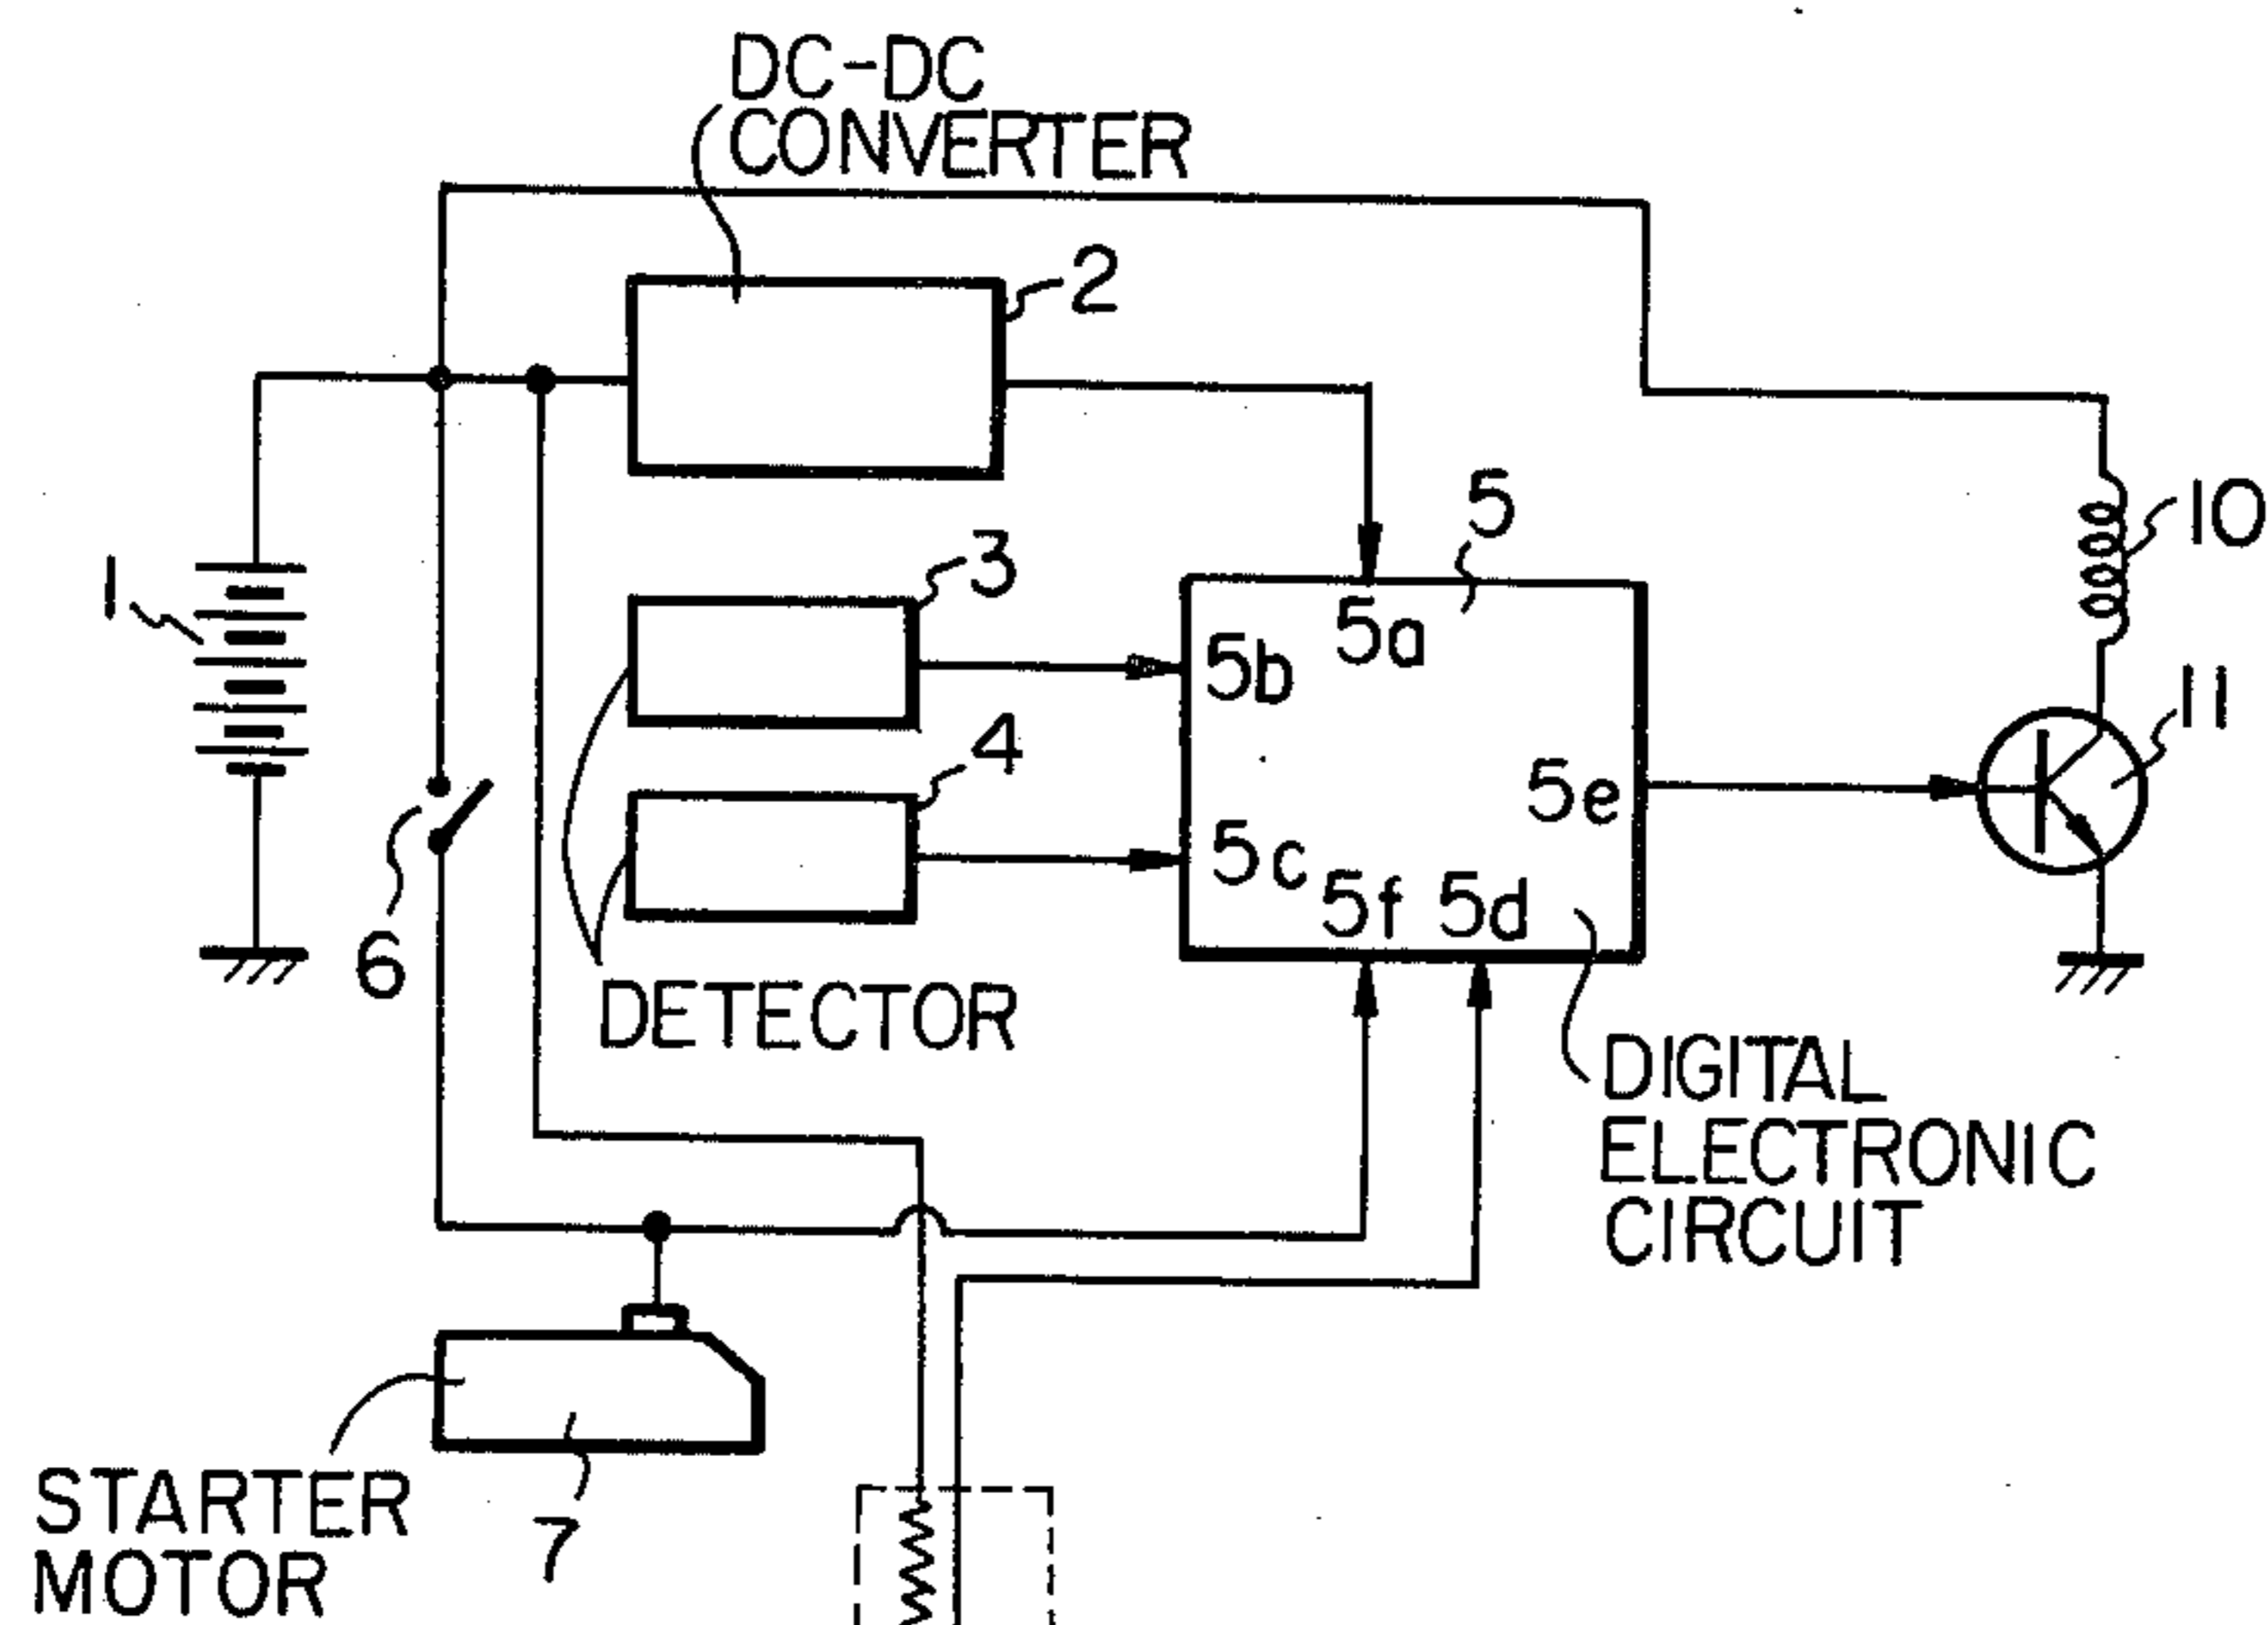 DC-DC
CONVERTER
2
1
3
5
10
5a
5b
11
4
5e
5c
5f 5d
6
DETECTOR
DIGITAL
ELECTRONIC
CIRCUIT
STARTER
MOTOR
7